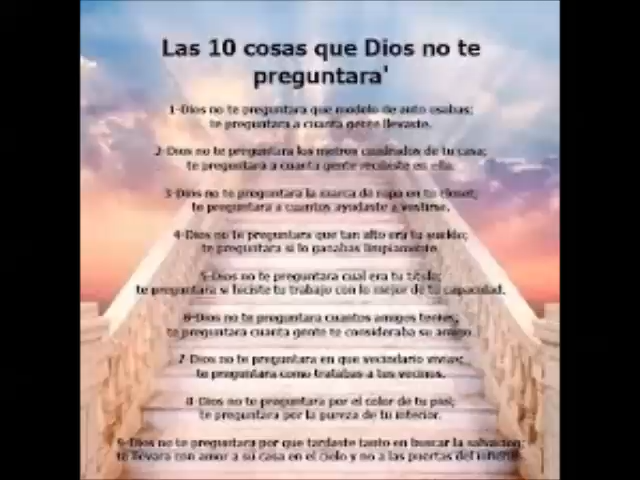 Las 10 cosas que Dios no te
preguntara'
1-Dios no te preguntara que modelo de auto usabas;
te preguntara a cuanta gente llevaste.
2-Dios no te preguntara los metros cuadrados de tu casa;
te preguntara a cuanta gente recibiste en ella.
3-Dios no te preguntara la marca de ropa en tu closet;
te preguntara a cuantos ayudaste a vestirse.
4-Dios no te preguntara que tan alto era tu sueldo;
te preguntara si lo ganabas limpiamente.
5-Dios no te preguntara cual era tu titulo;
te preguntara si hiciste tu trabajo con lo mejor de tu capacidad.
6-Dios no te preguntara cuantos amigos tenias;
te preguntara cuanta gente te consideraba su amigo.
7-Dios no te preguntara en que vecindario vivias;
te preguntara como tratabas a tus vecinos.
8-Dios no te preguntara por el color de tu piel;
te preguntara por la pureza de tu interior.
9-Dios no te preguntara por que tardaste tanto en buscar la salvacion;
te llevara con amor a su casa en el cielo y no a las puertas del infierno.